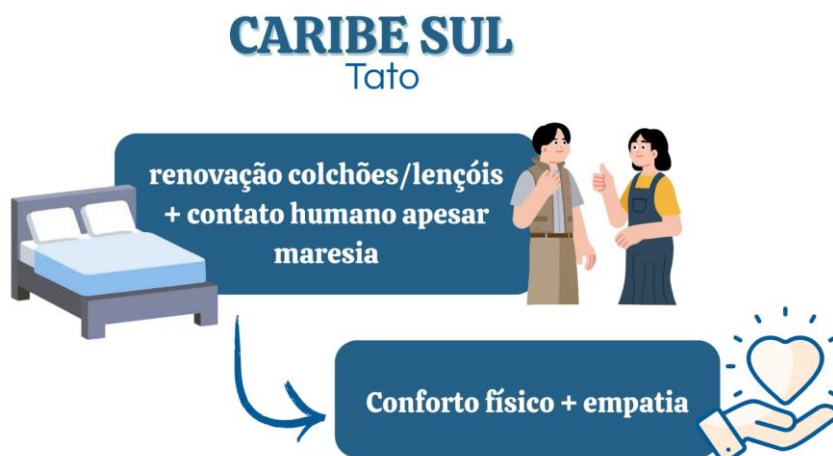 CARIBE SUL
Tato
renovação colchões/lençóis
+ contato humano apesar
maresia
Conforto físico + empatia